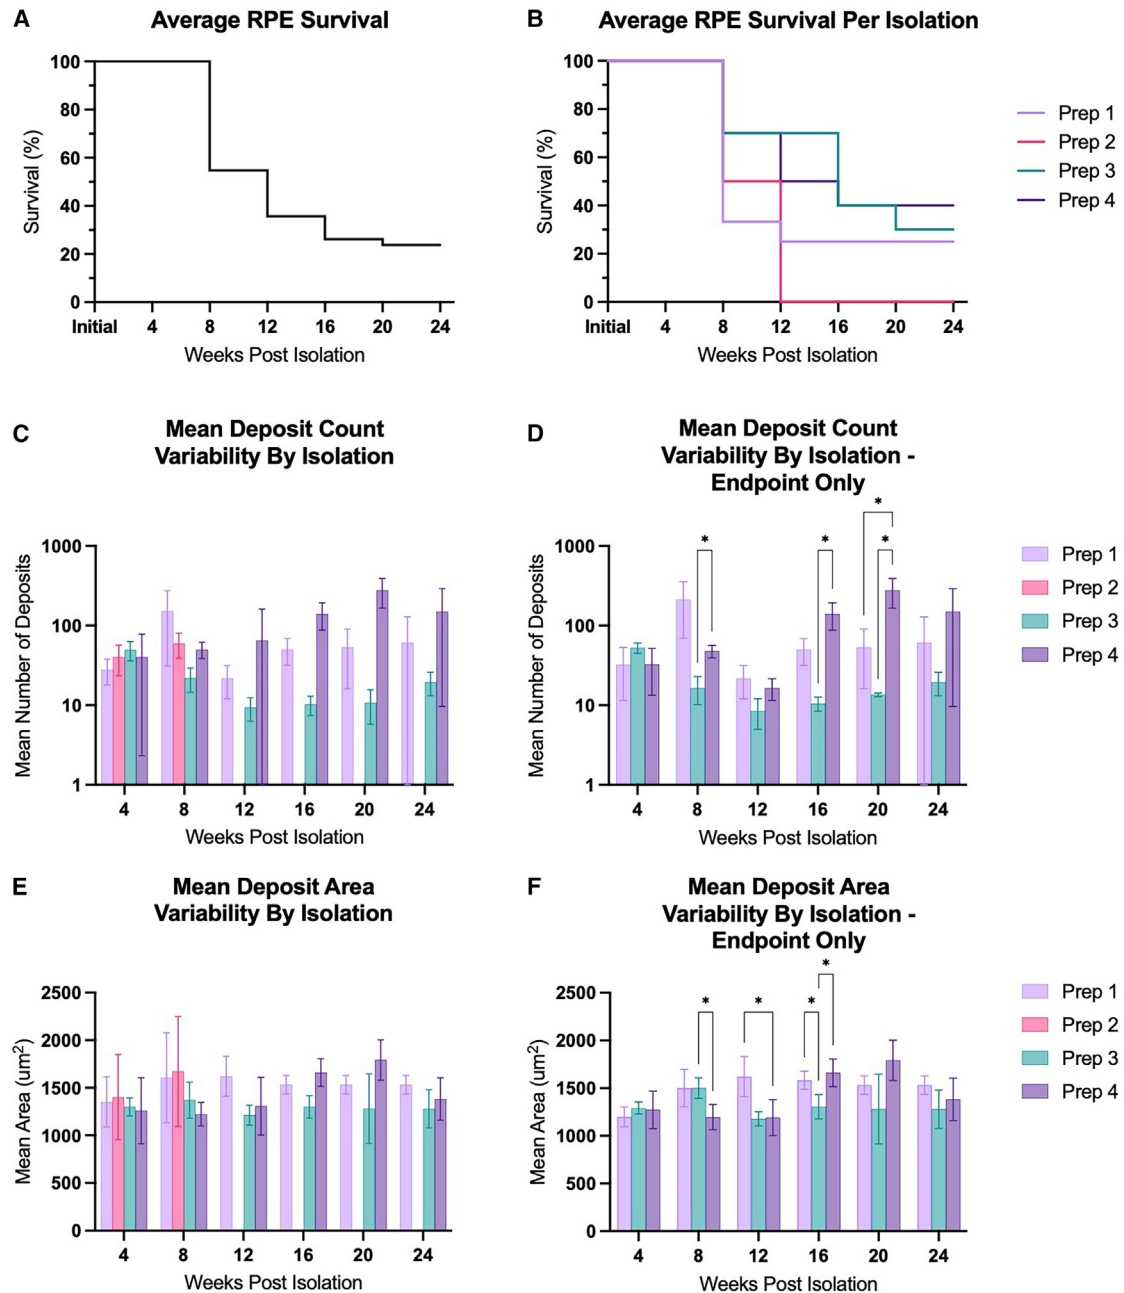 A
Average RPE Survival
Survival (%)
100
80
60
40
20
0
Initial 4 8 12 16 20 24
Weeks Post Isolation
B
Average RPE Survival Per Isolation
Survival (%)
100
80
60
40
20
0
Initial 4 8 12 16 20 24
Weeks Post Isolation
Prep 1
Prep 2
Prep 3
Prep 4
C
Mean Deposit Count
Variability By Isolation
Mean Number of Deposits
1000
100
10
1
4 8 12 16 20 24
Weeks Post Isolation
D
Mean Deposit Count
Variability By Isolation -
Endpoint Only
Mean Number of Deposits
1000
100
10
1
* * * *
4 8 12 16 20 24
Weeks Post Isolation
Prep 1
Prep 2
Prep 3
Prep 4
E
Mean Deposit Area
Variability By Isolation
Mean Area (um²)
2500
2000
1500
1000
500
0
4 8 12 16 20 24
Weeks Post Isolation
F
Mean Deposit Area
Variability By Isolation -
Endpoint Only
Mean Area (um²)
2500
2000
1500
1000
500
0
* * * *
4 8 12 16 20 24
Weeks Post Isolation
Prep 1
Prep 2
Prep 3
Prep 4